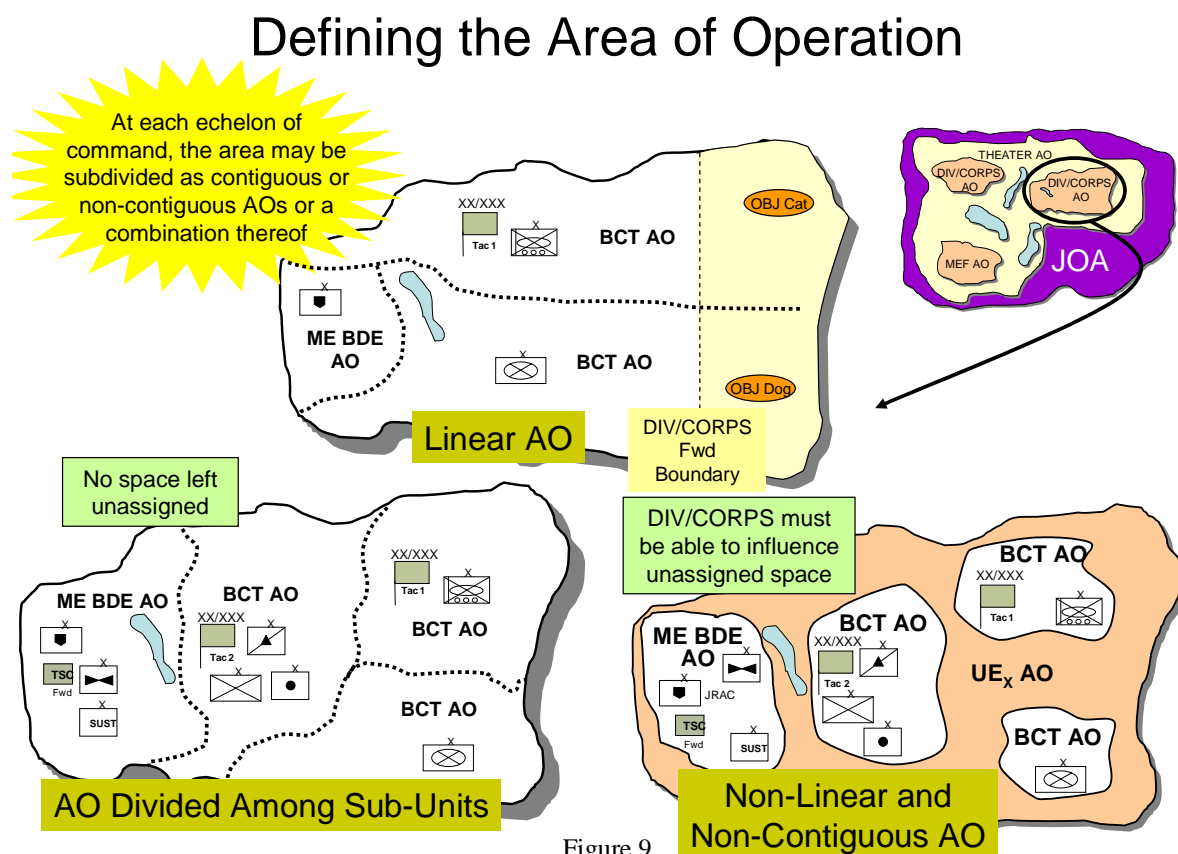 Defining the Area of Operation
At each echelon of
command, the area may be
subdivided as contiguous or
non-contiguous AOs or a
combination thereof
XX/XXX
Tac 1
X
BCT AO
OBJ Cat
X
ME BDE
AO
X
BCT AO
OBJ Dog
Linear AO
DIV/CORPS
Fwd
Boundary
THEATER AO
DIV/CORPS
AO
DIV/CORPS
AO
MEF AO
JOA
No space left
unassigned
ME BDE AO
X
TSC
Fwd
X
X
SUST
BCT AO
XX/XXX
Tac 2
X
X
X
XX/XXX
Tac 1
X
BCT AO
BCT AO
X
AO Divided Among Sub-Units
DIV/CORPS must
be able to influence
unassigned space
ME BDE
AO
X
X
JRAC
TSC
Fwd
X
SUST
BCT AO
XX/XXX
Tac 2
X
X
X
BCT AO
XX/XXX
Tac 1
X
UEX AO
BCT AO
X
Non-Linear and
Non-Contiguous AO
Figure 9